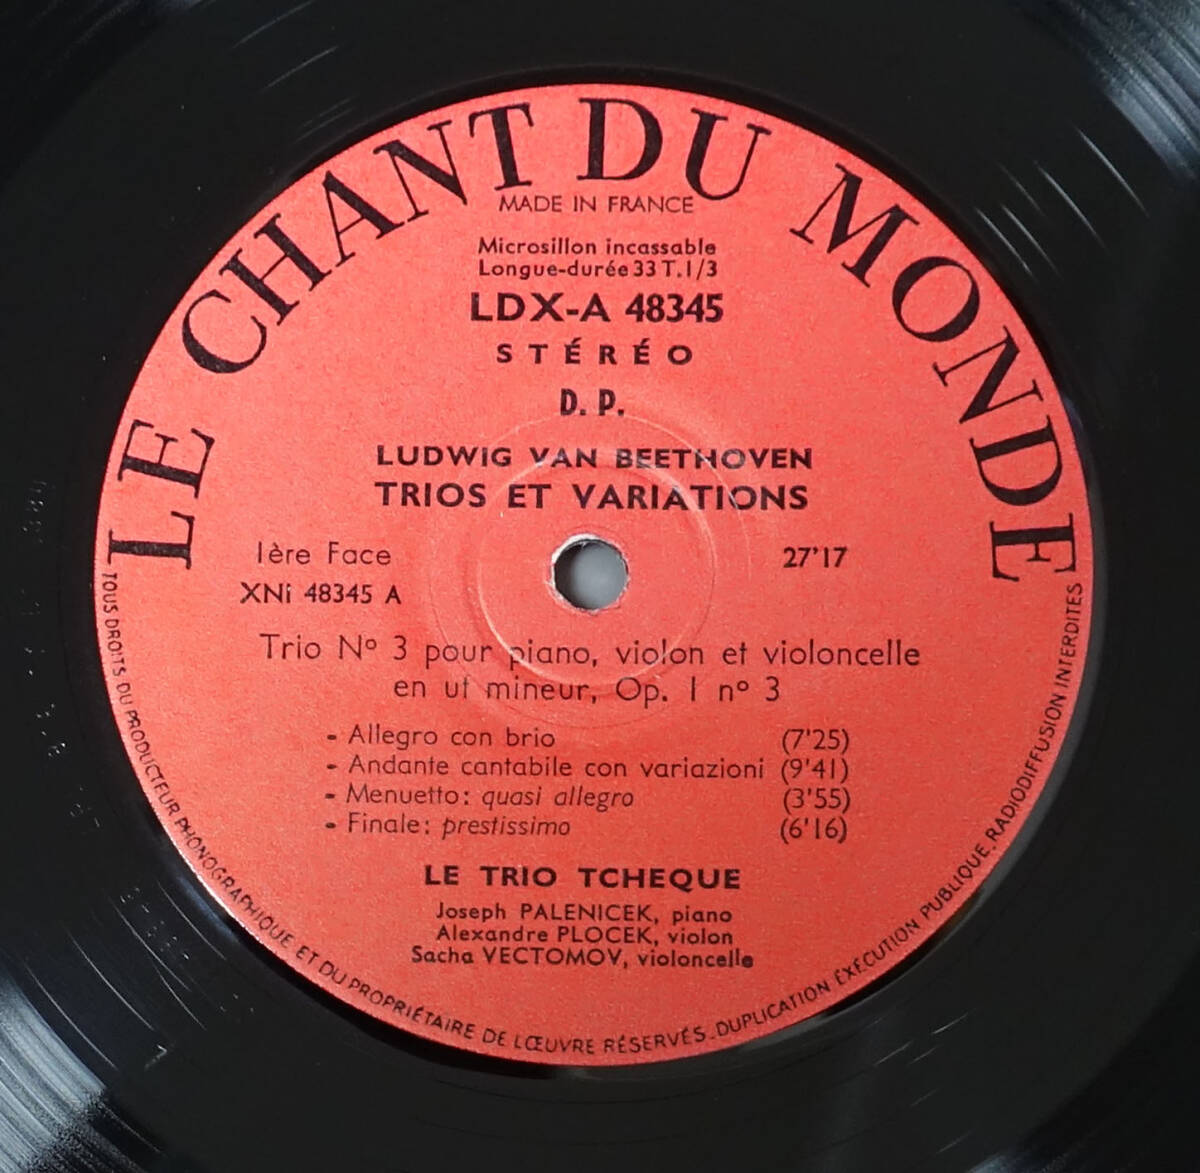 LE CHANT DU MONDE
MADE IN FRANCE
Microsillon incassable
Longue-durée 33 T. 1/3
LDX-A 48345
STÉRÉO
D. P.
LUDWIG VAN BEETHOVEN
TRIOS ET VARIATIONS
1ère Face
27'17
XNi 48345 A
Trio Nº 3 pour piano, violon et violoncelle
en ut mineur, Op. 1 nº 3
- Allegro con brio (7'25)
- Andante cantabile con variazioni (9'41)
- Menuetto: quasi allegro (3'55)
- Finale: prestissimo (6'16)
LE TRIO TCHEQUE
Joseph PALENICEK, piano
Alexandre PLOCEK, violon
Sacha VECTOMOV, violoncelle
TOUS DROITS DU PRODUCTEUR PHONOGRAPHIQUE ET DU PROPRIÉTAIRE DE L'ŒUVRE RÉSERVÉS. DUPLICATION EXÉCUTION PUBLIQUE. RADIODIFFUSION INTERDITES